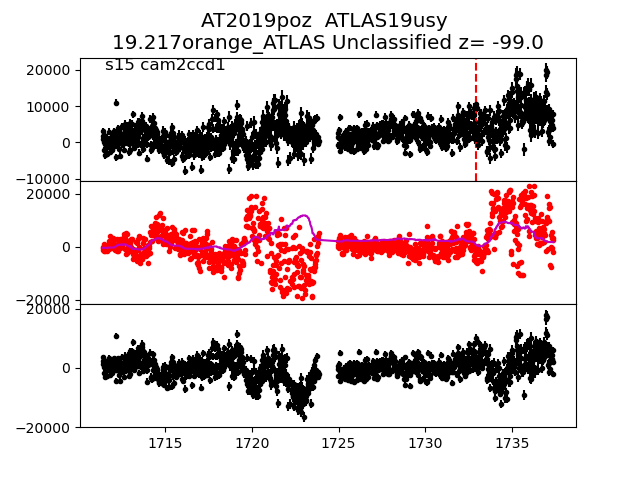 AT2019poz  ATLAS19usy
19.217orange_ATLAS Unclassified z= -99.0
s15 cam2ccd1
20000
10000
0
−10000
20000
0
−20000
20000
0
−20000
1715 1720 1725 1730 1735